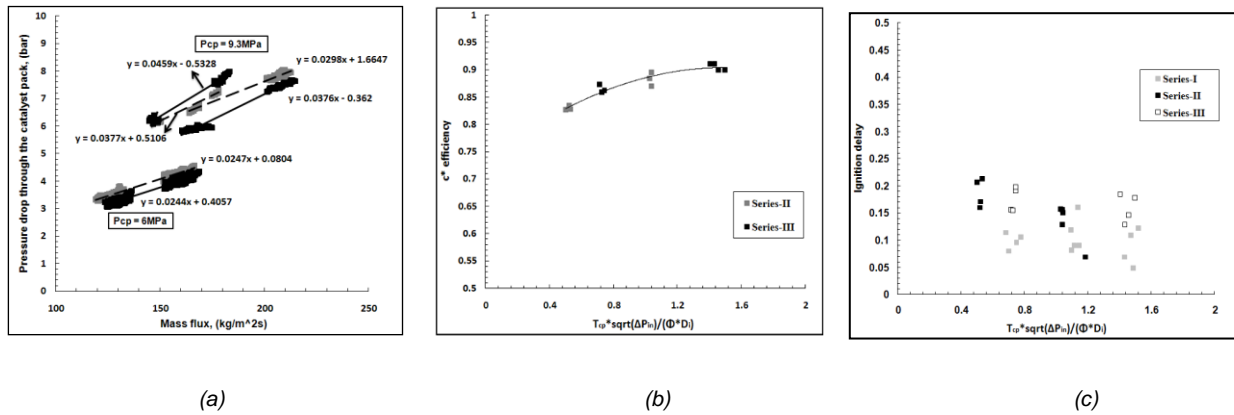 Pressure drop through the catalyst pack, (bar)
10
9
8
7
6
5
4
3
2
1
0
Pcp = 9.3MPa
y = 0.0459x - 0.5328
y = 0.0298x + 1.6647
y = 0.0376x - 0.362
y = 0.0377x + 0.5106
y = 0.0247x + 0.0804
y = 0.0244x + 0.4057
Pcp = 6MPa
100 150 200 250
Mass flux, (kg/m^2s)
(a)
c* efficiency
1
0.95
0.9
0.85
0.8
0.75
0.7
0.65
0.6
0.55
0.5
Series-II
Series-III
0 0.4 0.8 1.2 1.6 2
Tcp*sqrt(ΔPin)/(Φ*Dj)
(b)
Ignition delay
0.5
0.45
0.4
0.35
0.3
0.25
0.2
0.15
0.1
0.05
0
Series-I
Series-II
Series-III
0 0.4 0.8 1.2 1.6 2
Tcp*sqrt(ΔPin)/(Φ*Dj)
(c)